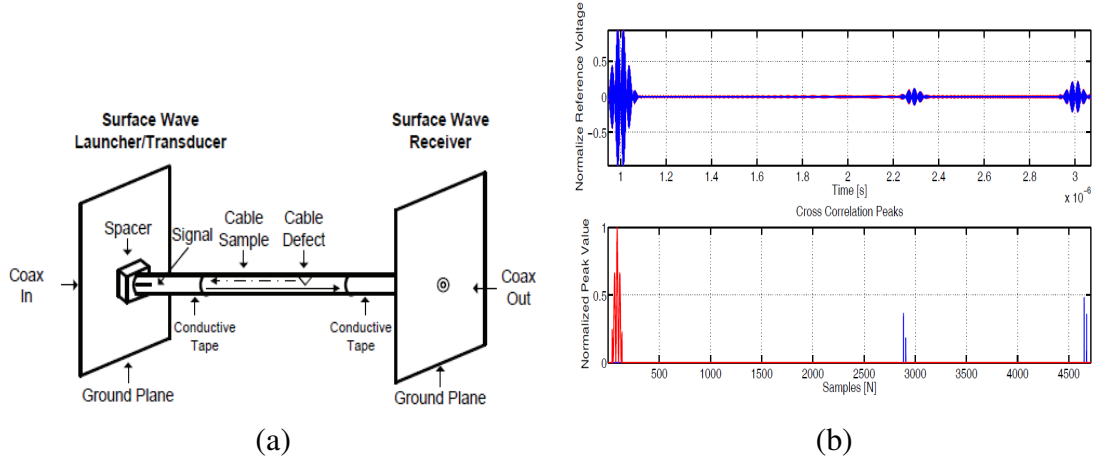 Surface Wave
Launcher/Transducer
Surface Wave
Receiver
Spacer
Signal
Cable
Sample
Cable
Defect
Coax
In
Coax
Out
Conductive
Tape
Conductive
Tape
Ground Plane
Ground Plane
(a)
Normalize Reference Voltage
0.5
0
−0.5
1
1.2
1.4
1.6
1.8
2
2.2
2.4
2.6
2.8
3
Time [s]
x 10⁻⁶
Cross Correlation Peaks
Normalized Peak Value
1
0.5
0
500
1000
1500
2000
2500
3000
3500
4000
4500
Samples [N]
(b)